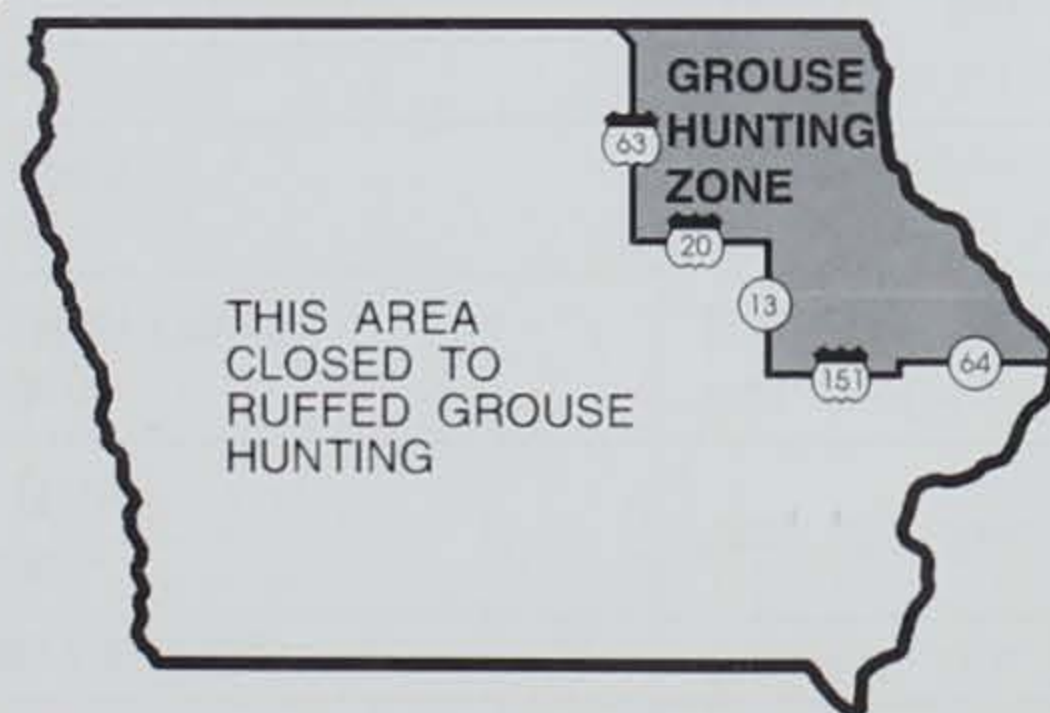 GROUSE
HUNTING
ZONE
63
20
13
151
64
THIS AREA
CLOSED TO
RUFFED GROUSE
HUNTING